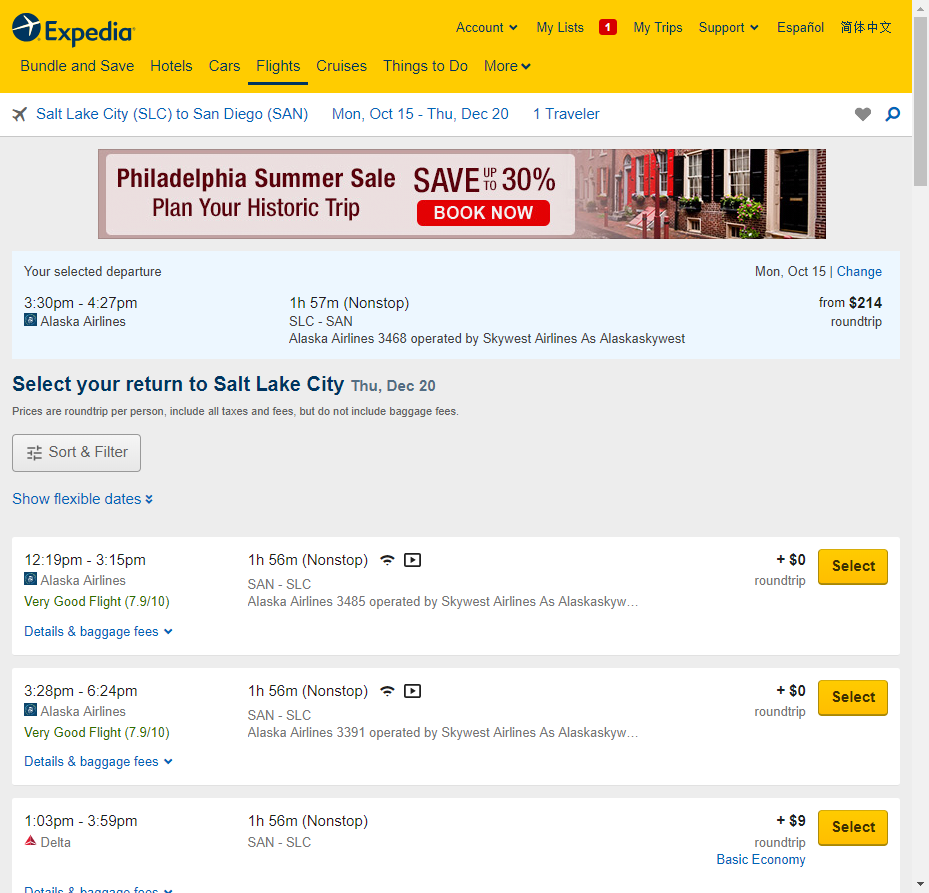 Expedia
Account My Lists 1 My Trips Support Español 简体中文
Bundle and Save Hotels Cars Flights Cruises Things to Do More
Salt Lake City (SLC) to San Diego (SAN) Mon, Oct 15 - Thu, Dec 20 1 Traveler
Philadelphia Summer Sale
Plan Your Historic Trip
SAVE UP TO 30%
BOOK NOW
Your selected departure Mon, Oct 15 | Change
3:30pm - 4:27pm 1h 57m (Nonstop) from $214
Alaska Airlines SLC - SAN roundtrip
Alaska Airlines 3468 operated by Skywest Airlines As Alaskaskywest
Select your return to Salt Lake City Thu, Dec 20
Prices are roundtrip per person, include all taxes and fees, but do not include baggage fees.
Sort & Filter
Show flexible dates
12:19pm - 3:15pm 1h 56m (Nonstop) + $0 Select
Alaska Airlines SAN - SLC roundtrip
Very Good Flight (7.9/10) Alaska Airlines 3485 operated by Skywest Airlines As Alaskaskyw…
Details & baggage fees
3:28pm - 6:24pm 1h 56m (Nonstop) + $0 Select
Alaska Airlines SAN - SLC roundtrip
Very Good Flight (7.9/10) Alaska Airlines 3391 operated by Skywest Airlines As Alaskaskyw…
Details & baggage fees
1:03pm - 3:59pm 1h 56m (Nonstop) + $9 Select
Delta SAN - SLC roundtrip
Basic Economy
Details & baggage fees